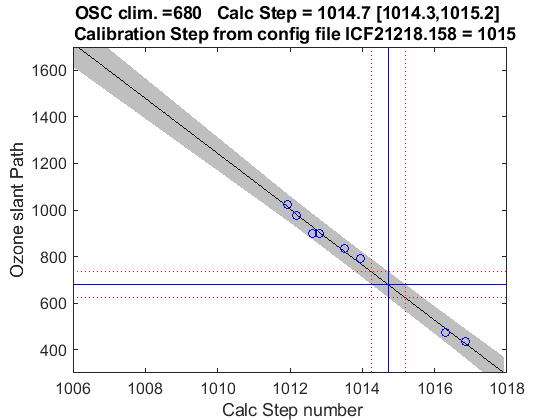 OSC clim. =680   Calc Step = 1014.7 [1014.3,1015.2]
Calibration Step from config file ICF21218.158 = 1015
1600
1400
1200
1000
800
600
400
Ozone slant Path
1006 1008 1010 1012 1014 1016 1018
Calc Step number